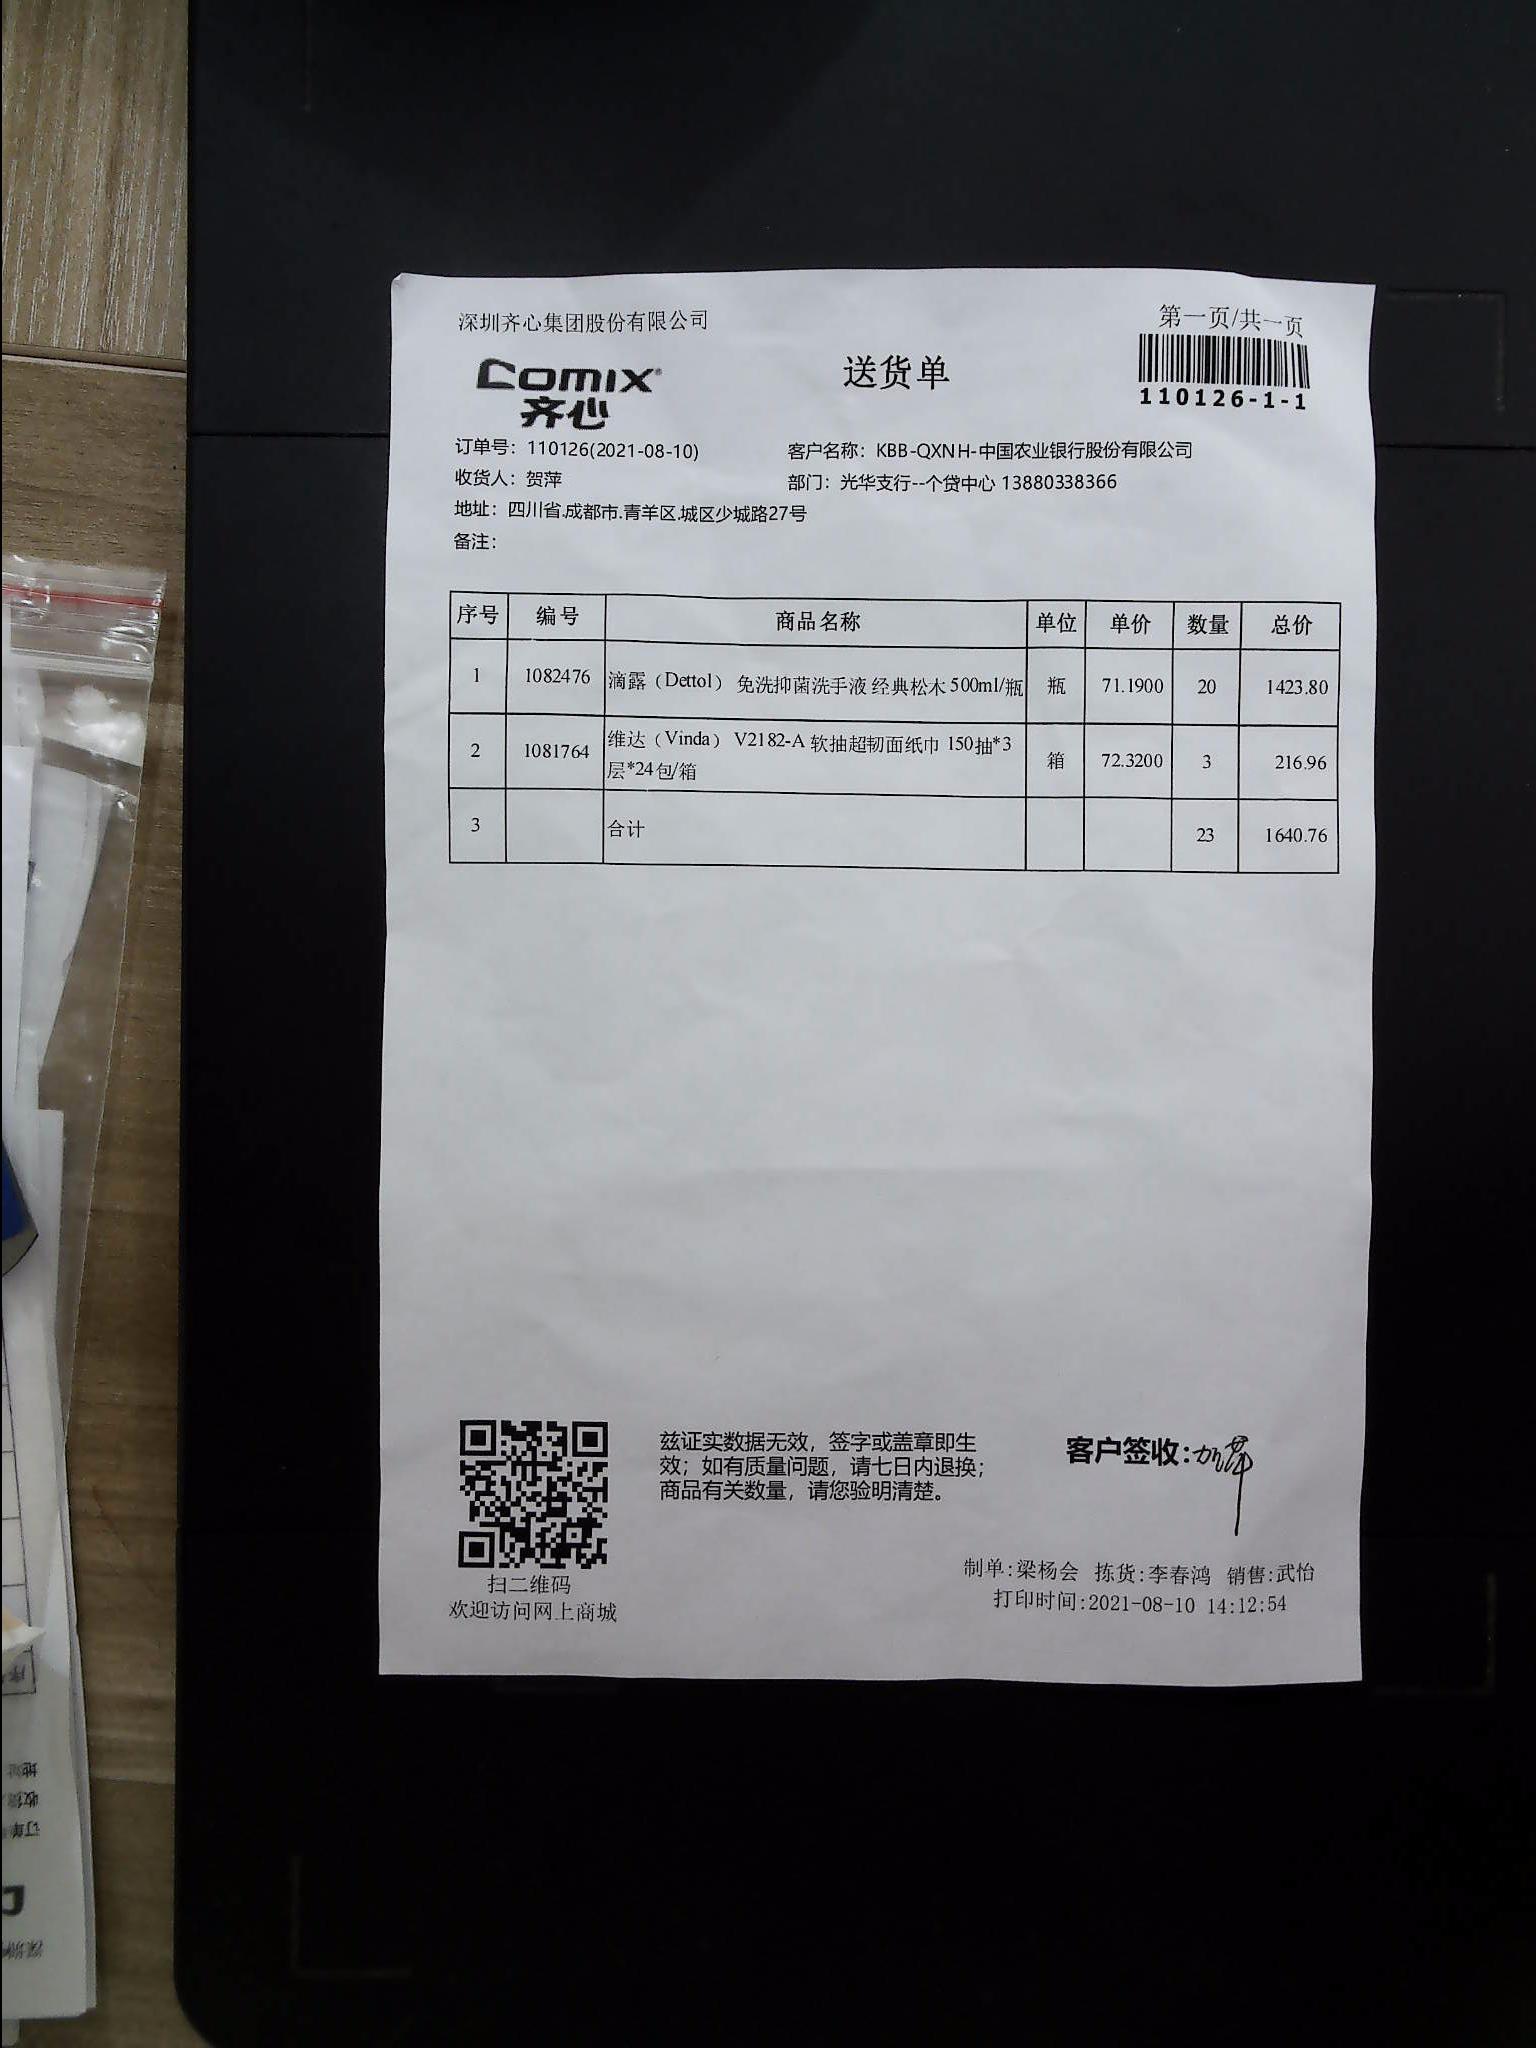 深圳齐心集团股份有限公司
第一页/共一页
Comix
齐心
送货单
110126-1-1
订单号：110126(2021-08-10) 客户名称：KBB-QXNH-中国农业银行股份有限公司
收货人：贺萍 部门：光华支行--个贷中心 13880338366
地址：四川省.成都市.青羊区.城区少城路27号
备注：
序号 编号 商品名称 单位 单价 数量 总价
1 1082476 滴露（Dettol） 免洗抑菌洗手液 经典松木 500ml/瓶 瓶 71.1900 20 1423.80
2 1081764 维达（Vinda） V2182-A 软抽超韧面纸巾 150抽*3 箱 72.3200 3 216.96
层*24包/箱
3 合计 23 1640.76
兹证实数据无效，签字或盖章即生
效；如有质量问题，请七日内退换；
商品有关数量，请您验明清楚。
客户签收：贺萍
扫二维码
欢迎访问网上商城
制单:梁杨会 拣货:李春鸿 销售:武怡
打印时间:2021-08-10 14:12:54